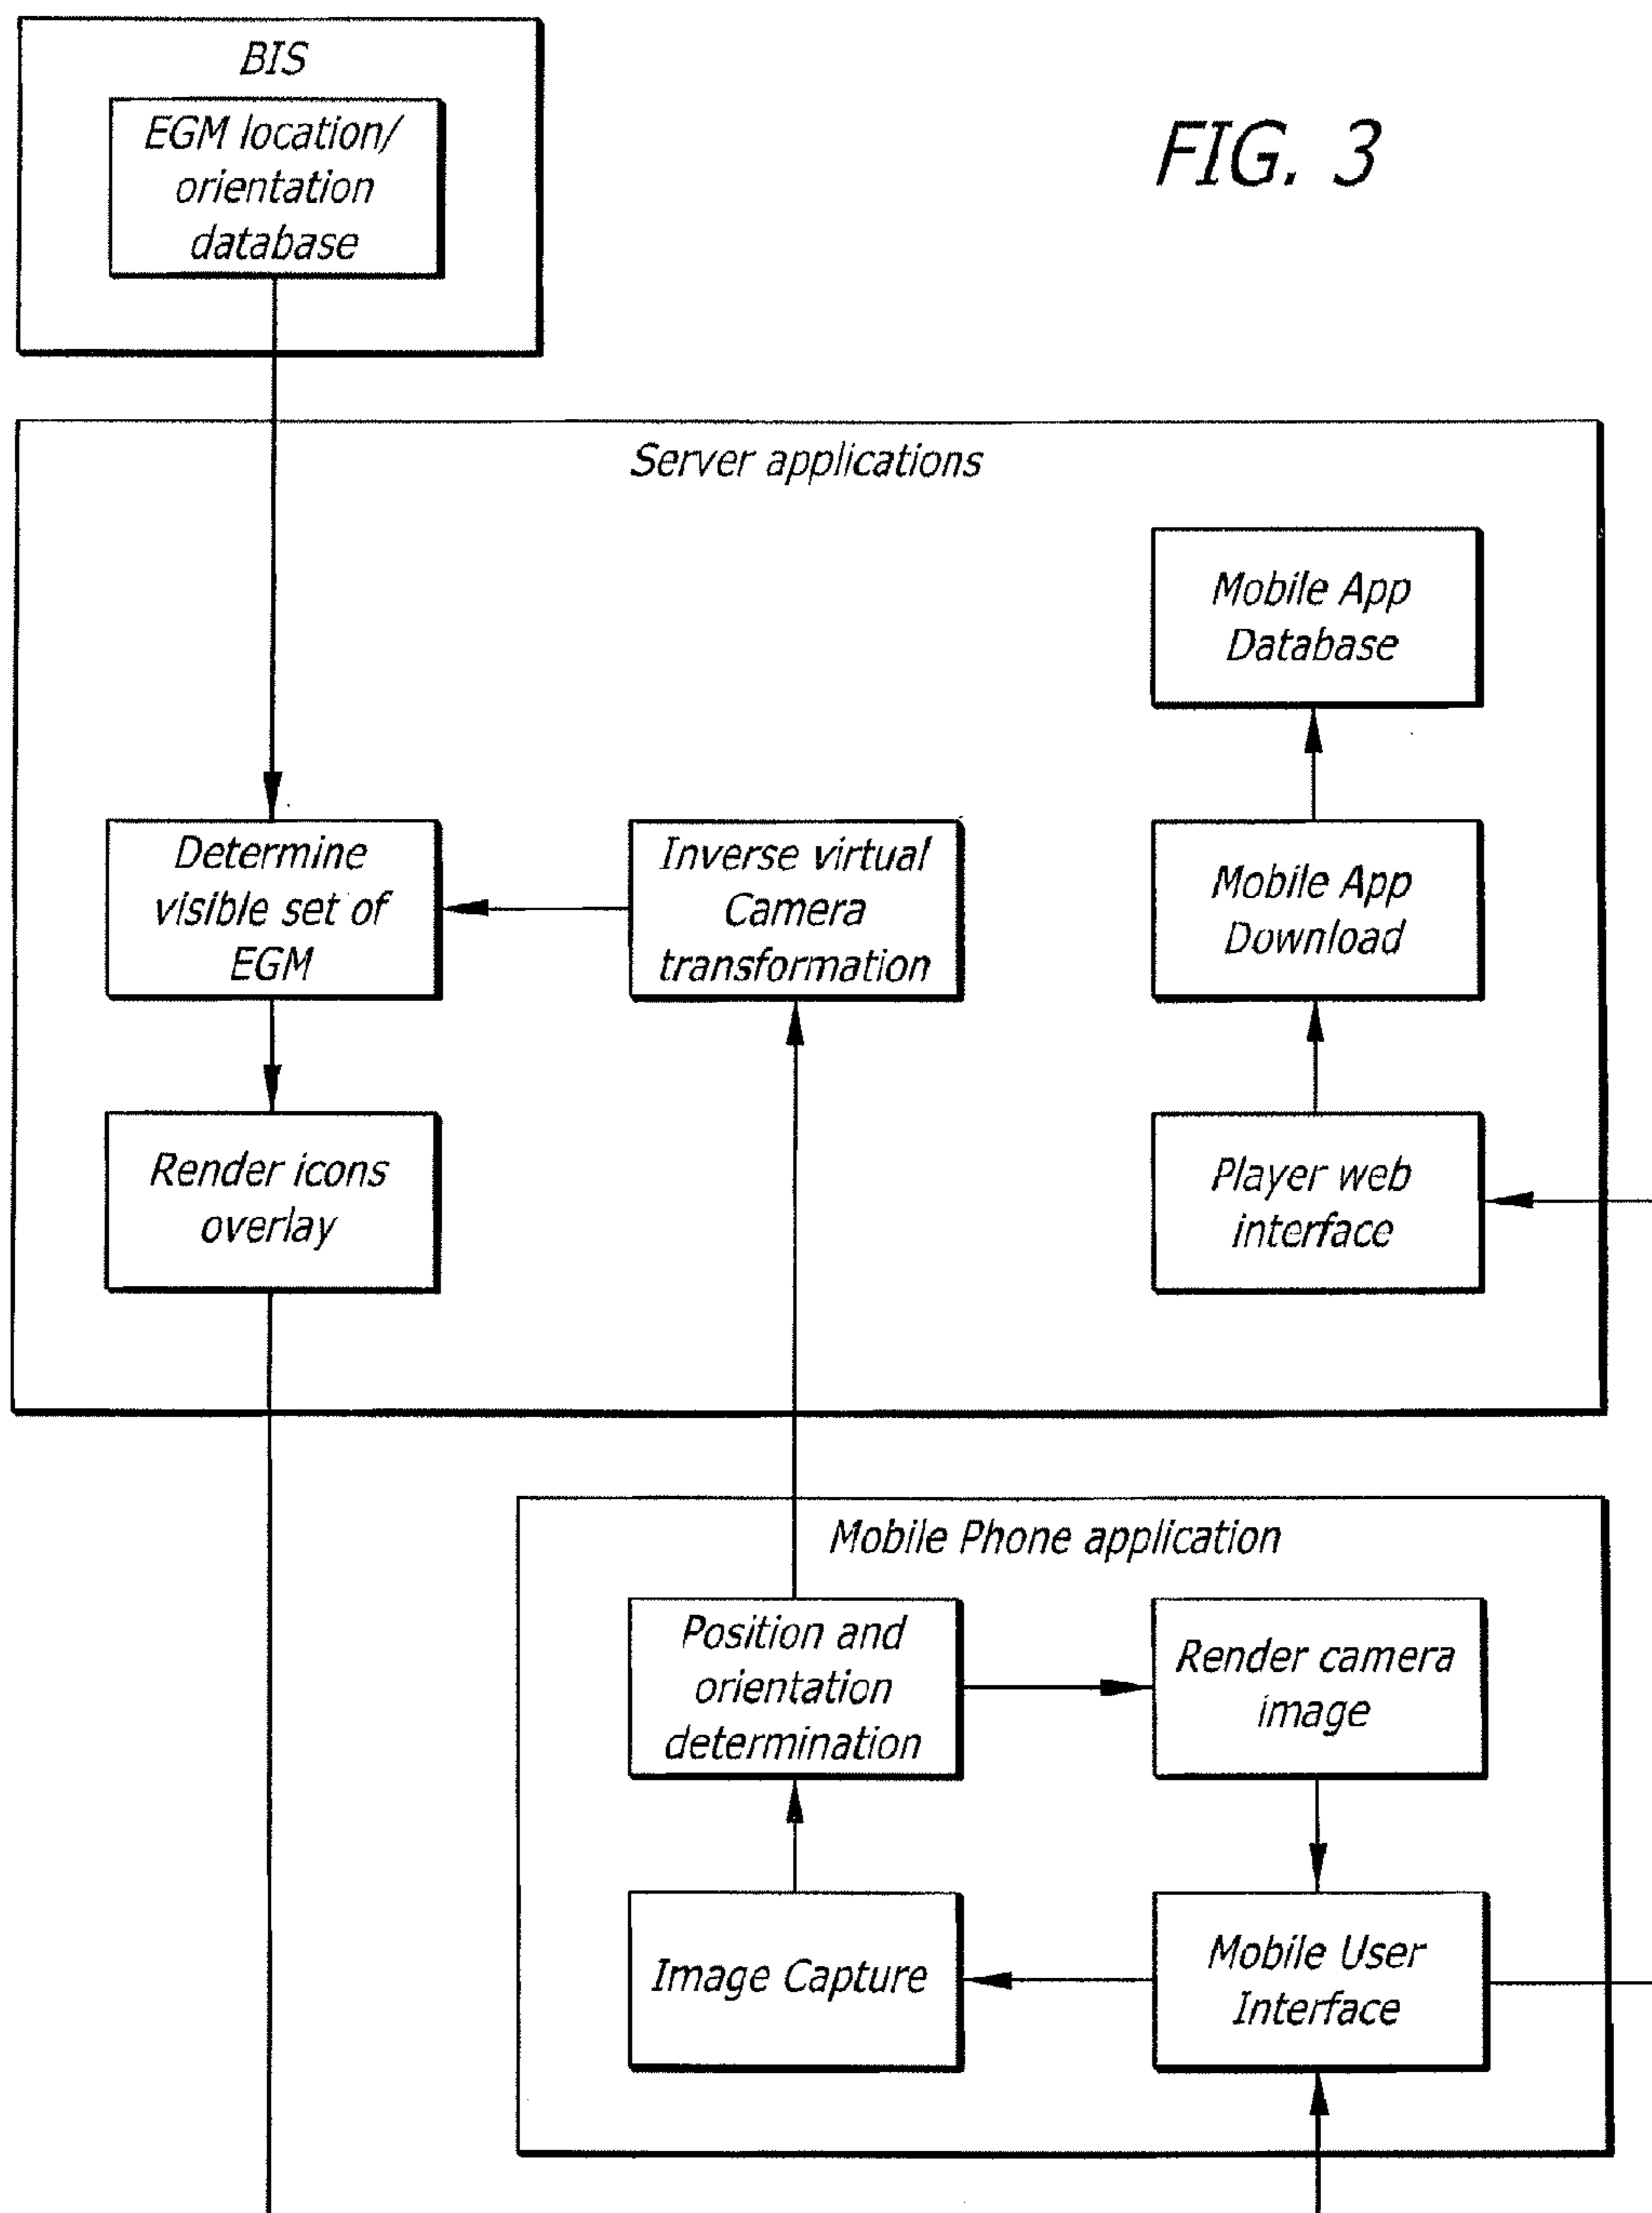 BIS
EGM location/
orientation
database
FIG. 3
Server applications
Mobile App
Database
Determine
visible set of
EGM
Inverse virtual
Camera
transformation
Mobile App
Download
Render icons
overlay
Player web
interface
Mobile Phone application
Position and
orientation
determination
Render camera
image
Image Capture
Mobile User
Interface